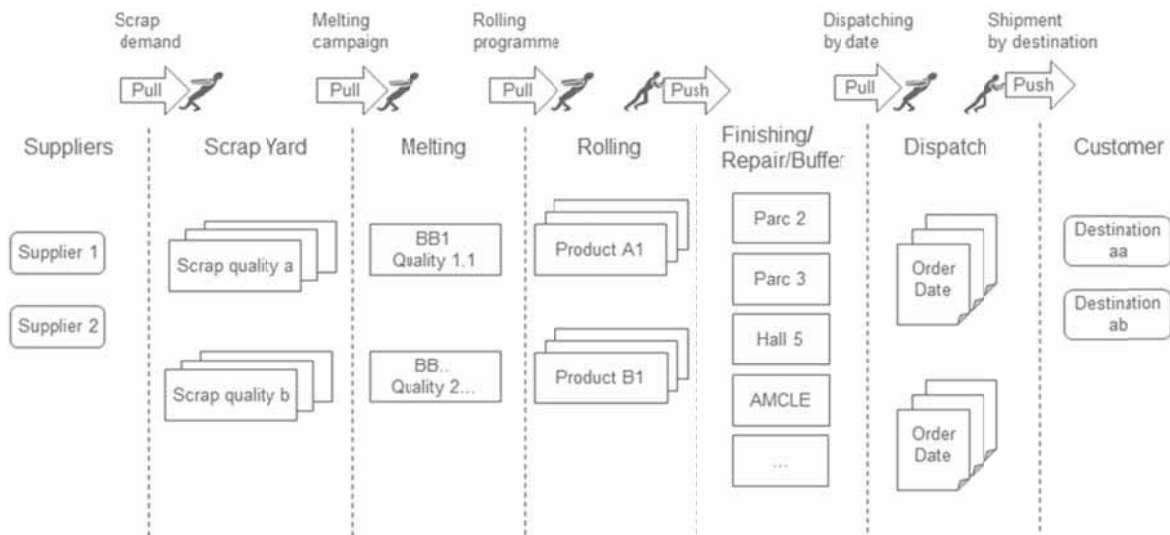 Scrap
demand
Melting
campaign
Rolling
programme
Dispatching
by date
Shipment
by destination
Pull
Pull
Pull
Push
Pull
Push
Suppliers
Scrap Yard
Melting
Rolling
Finishing/
Repair/Buffer
Dispatch
Customer
Supplier 1
Supplier 2
Scrap quality a
Scrap quality b
BB1
Quality 1.1
BB..
Quality 2...
Product A1
Product B1
Parc 2
Parc 3
Hall 5
AMCLE
...
Order
Date
Order
Date
Destination
aa
Destination
ab